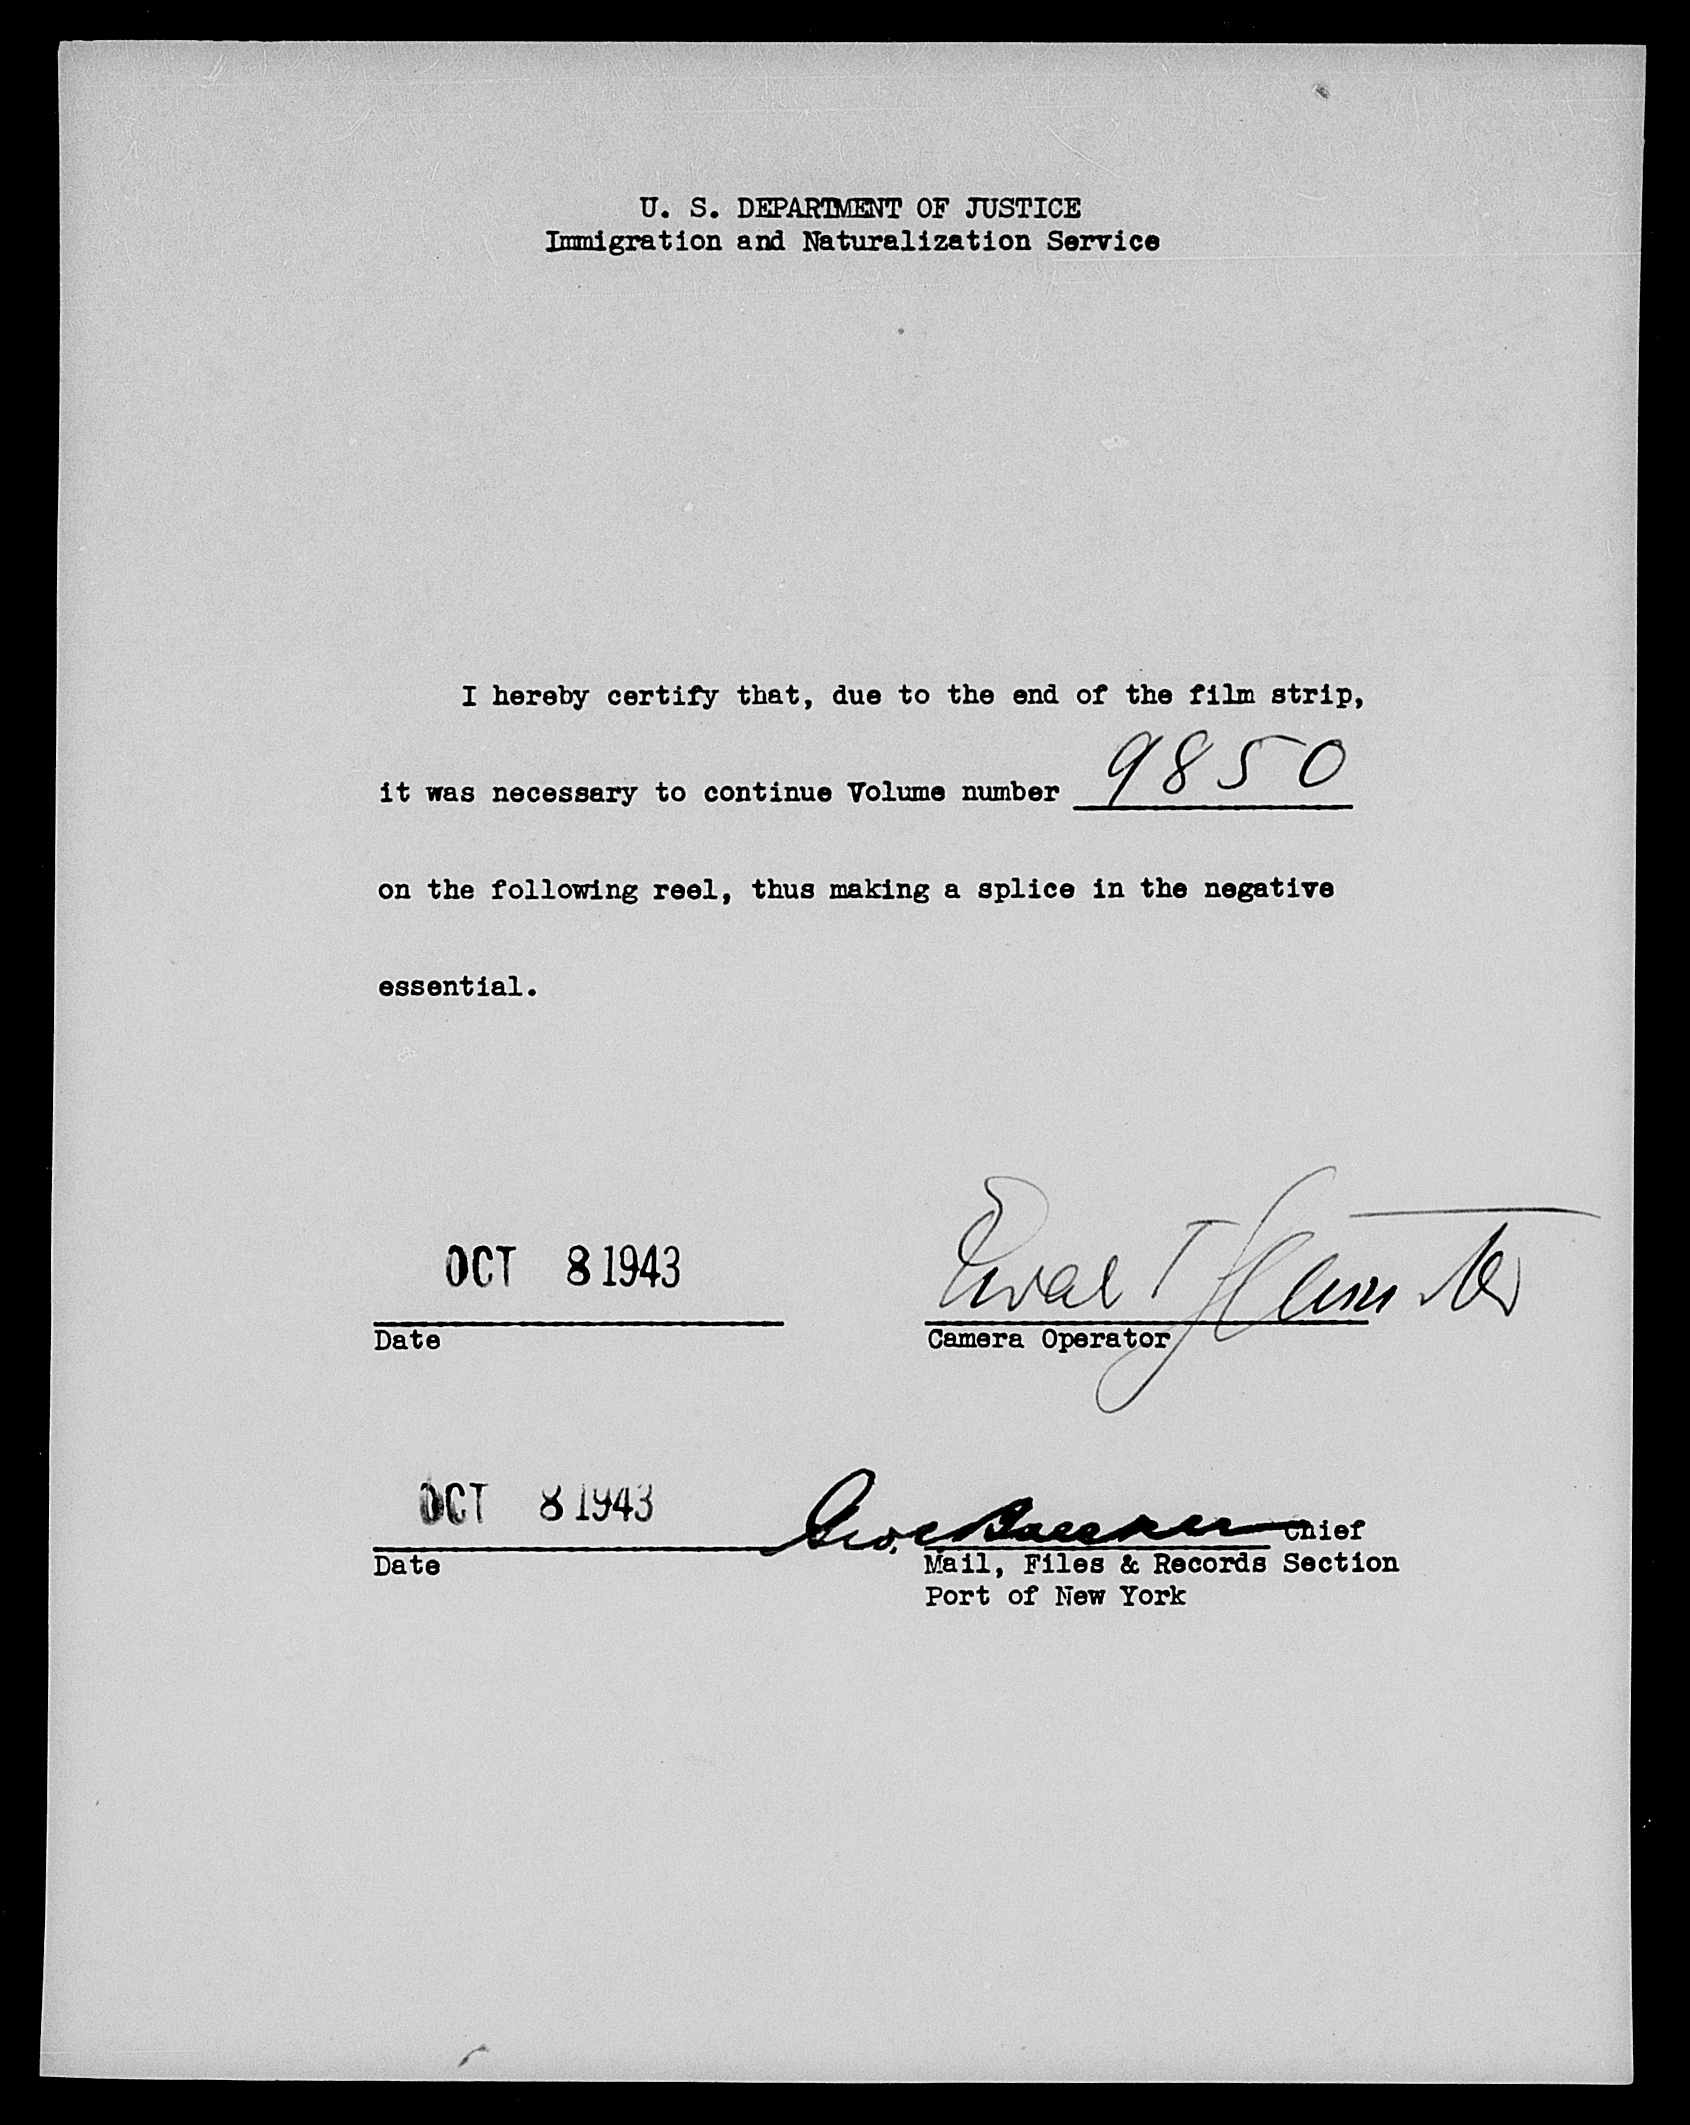 U. S. DEPARTMENT OF JUSTICE
Immigration and Naturalization Service
I hereby certify that, due to the end of the film strip,
it was necessary to continue Volume number 9850
on the following reel, thus making a splice in the negative
essential.
OCT 8 1943
Date
Camera Operator
OCT 8 1943
Geo. Chief
Date
Mail, Files & Records Section
Port of New York